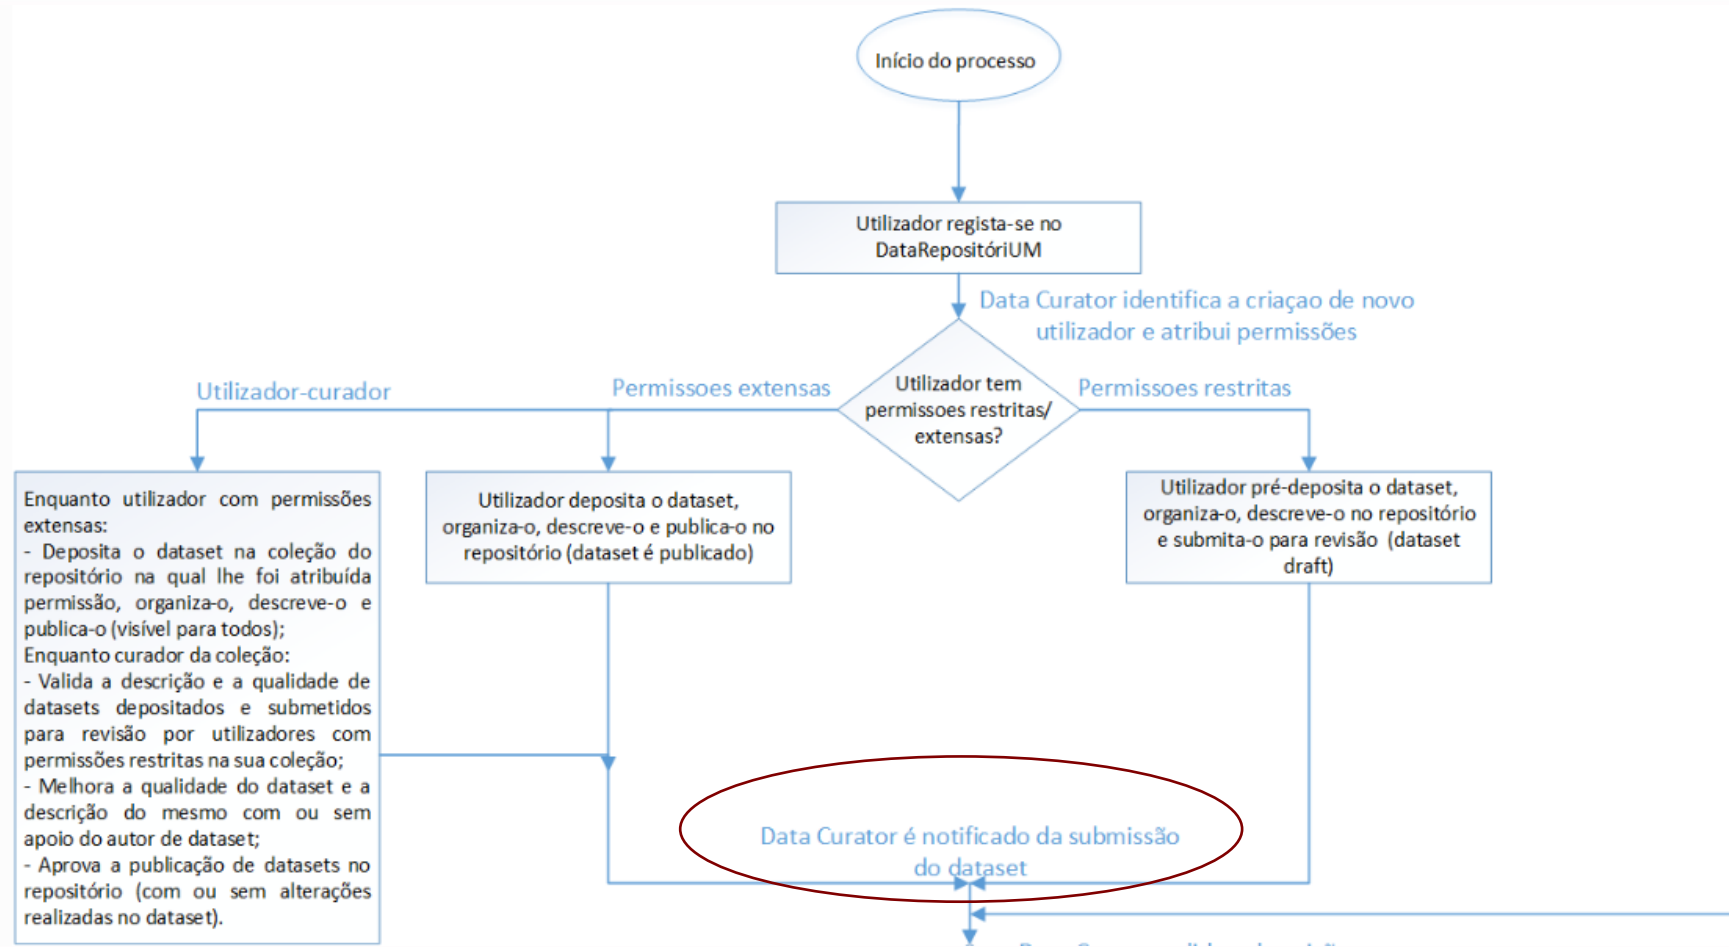 Início do processo
Utilizador regista-se no
DataRepositóriUM
Data Curator identifica a criaçao de novo
utilizador e atribui permissões
Utilizador-curador
Permissoes extensas
Utilizador tem
permissoes restritas/
extensas?
Permissoes restritas
Enquanto utilizador com permissões
extensas:
- Deposita o dataset na coleção do
repositório na qual lhe foi atribuída
permissão, organiza-o, descreve-o e
publica-o (visível para todos);
Enquanto curador da coleção:
- Valida a descrição e a qualidade de
datasets depositados e submetidos
para revisão por utilizadores com
permissões restritas na sua coleção;
- Melhora a qualidade do dataset e a
descrição do mesmo com ou sem
apoio do autor de dataset;
- Aprova a publicação de datasets no
repositório (com ou sem alterações
realizadas no dataset).
Utilizador deposita o dataset,
organiza-o, descreve-o e publica-o no
repositório (dataset é publicado)
Utilizador pré-deposita o dataset,
organiza-o, descreve-o no repositório
e submita-o para revisão (dataset
draft)
Data Curator é notificado da submissão
do dataset